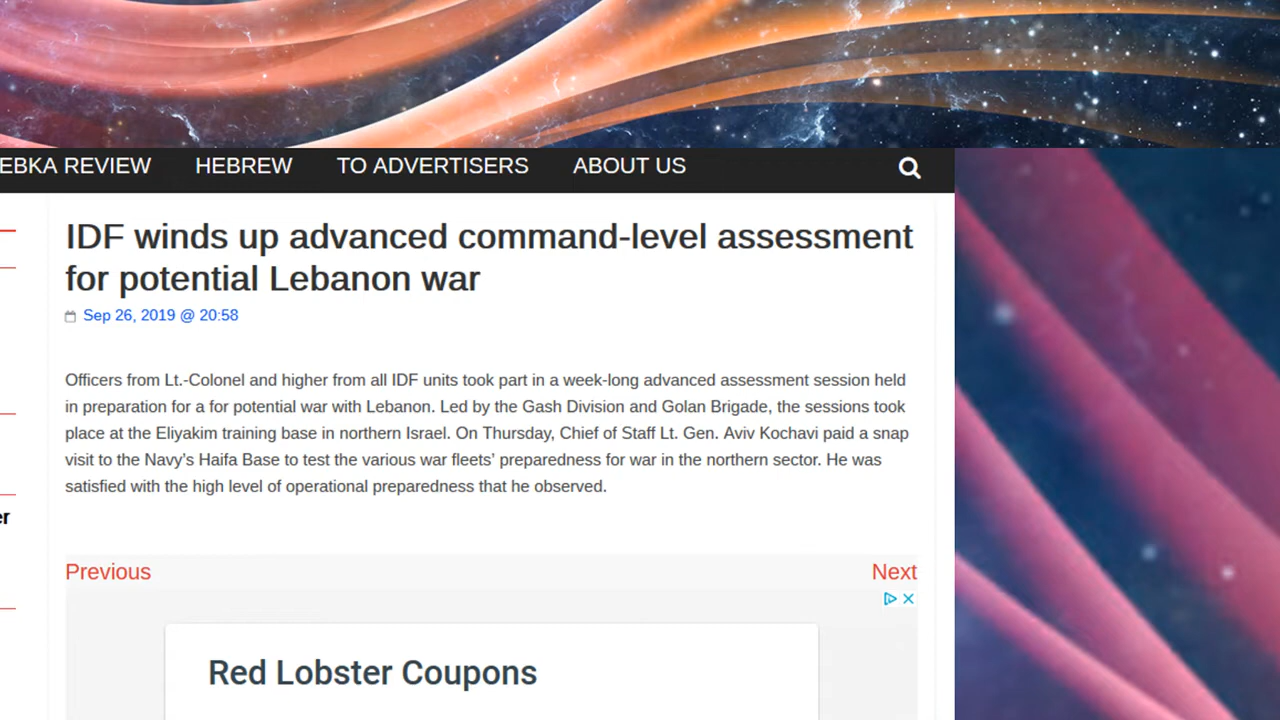 EBKA REVIEW HEBREW TO ADVERTISERS ABOUT US
IDF winds up advanced command-level assessment
for potential Lebanon war
Sep 26, 2019 @ 20:58
Officers from Lt.-Colonel and higher from all IDF units took part in a week-long advanced assessment session held
in preparation for a for potential war with Lebanon. Led by the Gash Division and Golan Brigade, the sessions took
place at the Eliyakim training base in northern Israel. On Thursday, Chief of Staff Lt. Gen. Aviv Kochavi paid a snap
visit to the Navy's Haifa Base to test the various war fleets' preparedness for war in the northern sector. He was
satisfied with the high level of operational preparedness that he observed.
er
Previous Next
Red Lobster Coupons